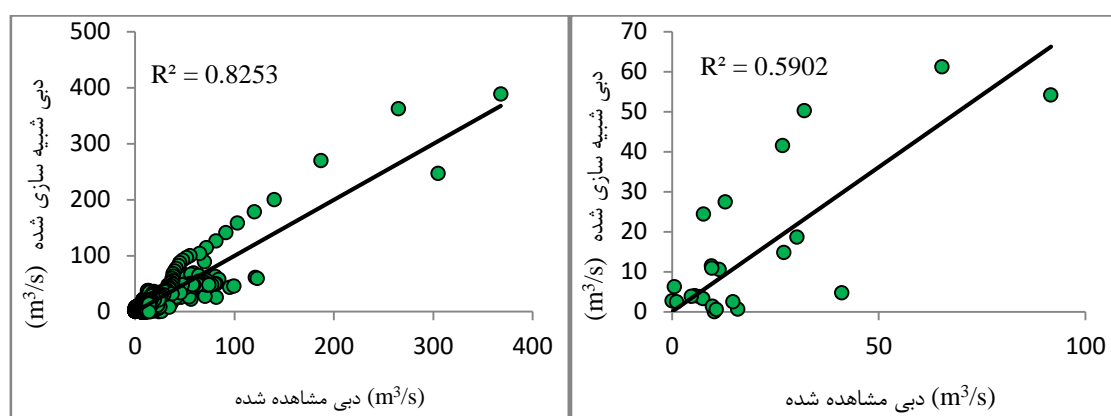 500
400
300
200
100
0
R² = 0.8253
دبی شبیه سازی شده
(m³/s)
0 100 200 300 400
دبی مشاهده شده (m³/s)
70
60
50
40
30
20
10
0
R² = 0.5902
دبی شبیه سازی شده
(m³/s)
0 50 100
دبی مشاهده شده (m³/s)